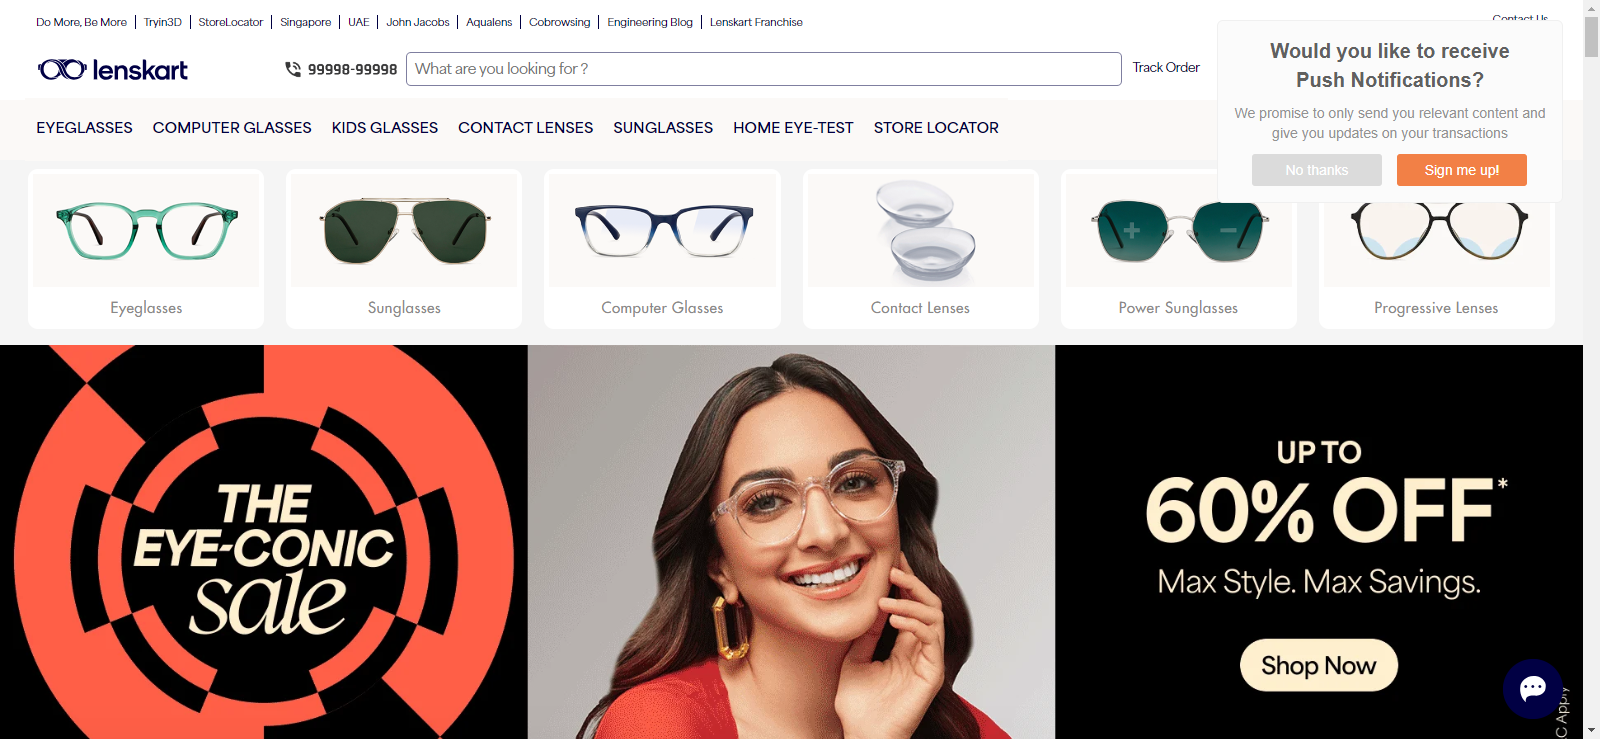 Do More, Be More
Tryin3D
StoreLocator
Singapore
UAE
John Jacobs
Aqualens
Cobrowsing
Engineering Blog
Lenskart Franchise
Contact Us
lenskart
99998-99998
What are you looking for ?
Track Order
Would you like to receive
Push Notifications?
We promise to only send you relevant content and
give you updates on your transactions
No thanks
Sign me up!
EYEGLASSES
COMPUTER GLASSES
KIDS GLASSES
CONTACT LENSES
SUNGLASSES
HOME EYE-TEST
STORE LOCATOR
Eyeglasses
Sunglasses
Computer Glasses
Contact Lenses
Power Sunglasses
Progressive Lenses
THE
EYE-CONIC
sale
UP TO
60% OFF*
Max Style. Max Savings.
Shop Now
C Apply